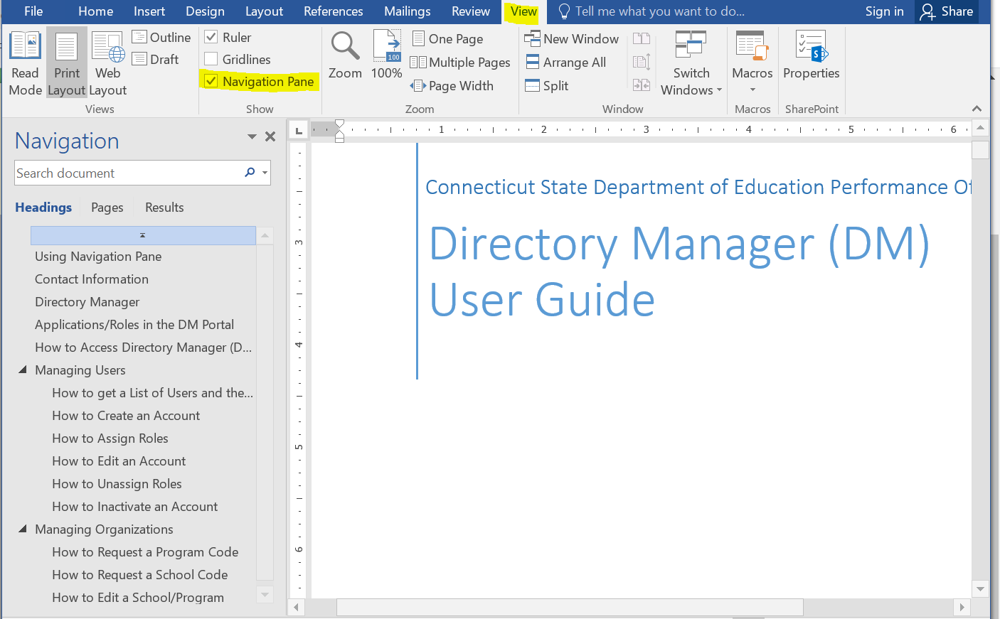 File Home Insert Design Layout References Mailings Review View Tell me what you want to do... Sign in Share
Read Mode
Print Layout
Web Layout
Outline
Draft
Views
Ruler
Gridlines
Navigation Pane
Show
Zoom
100
100%
One Page
Multiple Pages
Page Width
Zoom
New Window
Arrange All
Split
Switch Windows
Window
Macros
Macros
S
Properties
SharePoint
Navigation
Search document
Headings Pages Results
Using Navigation Pane
Contact Information
Directory Manager
Applications/Roles in the DM Portal
How to Access Directory Manager (D...
Managing Users
How to get a List of Users and the...
How to Create an Account
How to Assign Roles
How to Edit an Account
How to Unassign Roles
How to Inactivate an Account
Managing Organizations
How to Request a Program Code
How to Request a School Code
How to Edit a School/Program
L
1 2 3 4 5 6
3
4
5
6
Connecticut State Department of Education Performance Of
Directory Manager (DM)
User Guide